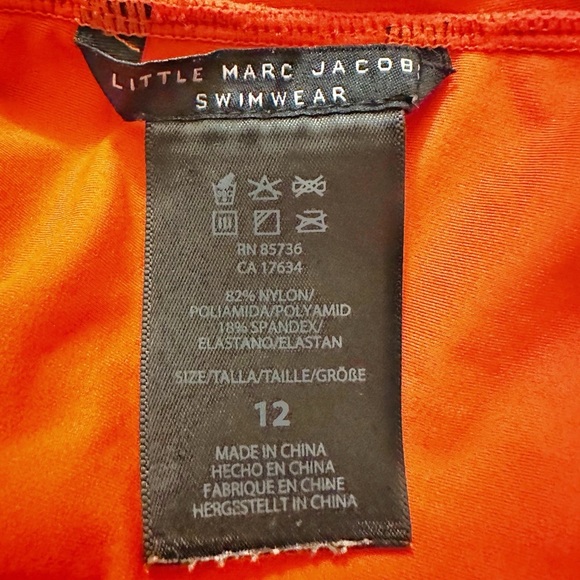 LITTLE MARC JACOBS
SWIMWEAR
RN 85736
CA 17634
82% NYLON/
POLIAMIDA/POLYAMID
18% SPANDEX/
ELASTANO/ELASTAN
SIZE/TALLA/TAILLE/GRÖßE
12
MADE IN CHINA
HECHO EN CHINA
FABRIQUE EN CHINE
HERGESTELLT IN CHINA